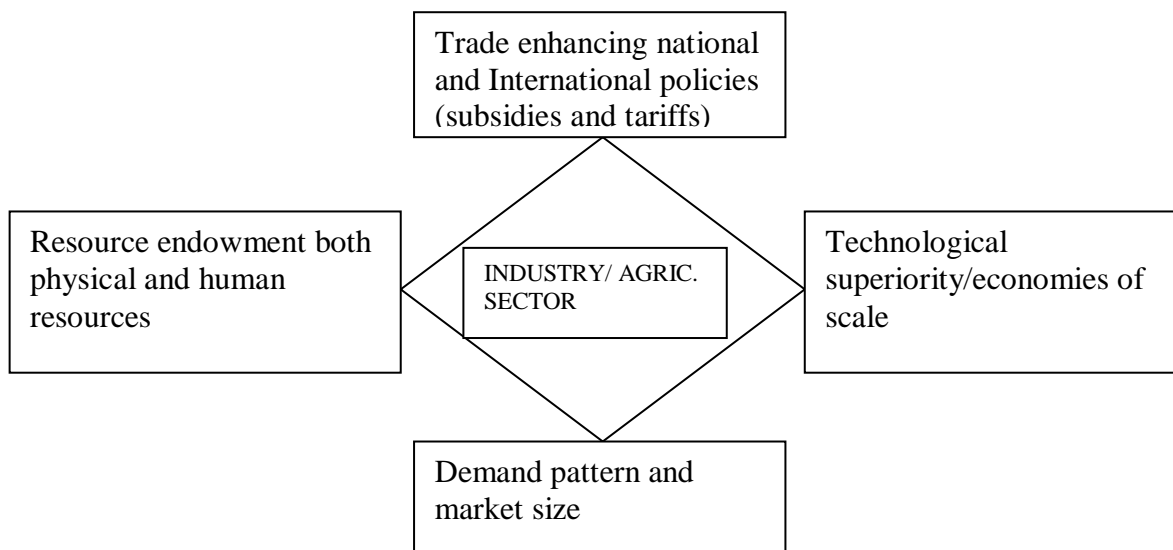 Trade enhancing national
and International policies
(subsidies and tariffs)
Resource endowment both
physical and human
resources
INDUSTRY/ AGRIC.
SECTOR
Technological
superiority/economies of
scale
Demand pattern and
market size